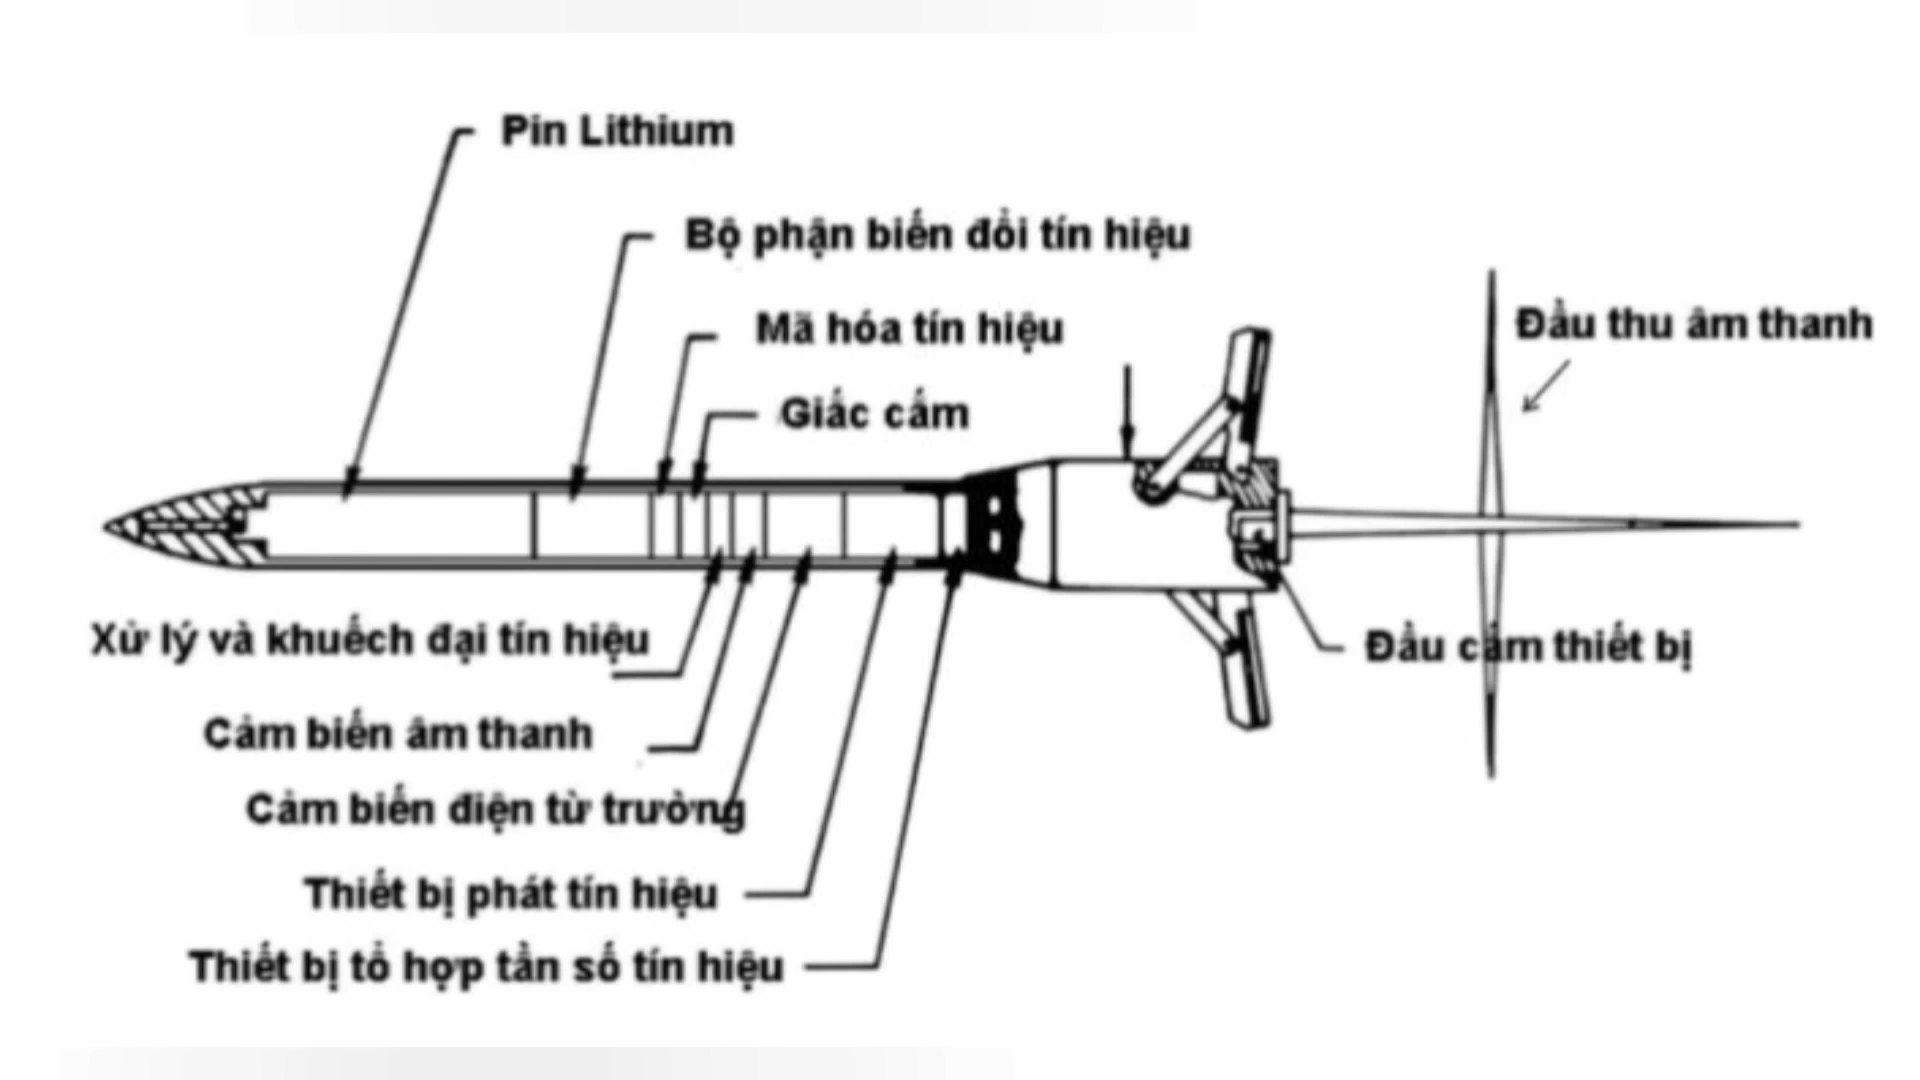 Pin Lithium
Bộ phận biến đổi tín hiệu
Mã hóa tín hiệu
Giắc cắm
Đầu thu âm thanh
Xử lý và khuếch đại tín hiệu
Đầu cảm thiết bị
Cảm biến âm thanh
Cảm biến điện từ trường
Thiết bị phát tín hiệu
Thiết bị tổ hợp tần số tín hiệu